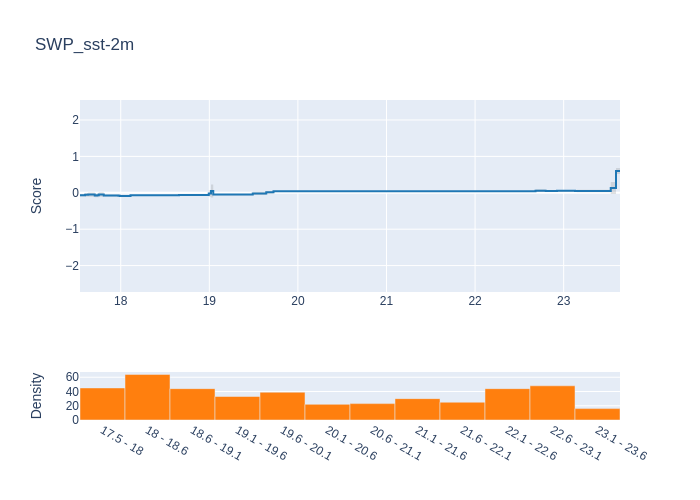 SWP_sst-2m
Score
2
1
0
−1
−2
18 19 20 21 22 23
Density
60
40
20
0
17.5 - 18
18 - 18.6
18.6 - 19.1
19.1 - 19.6
19.6 - 20.1
20.1 - 20.6
20.6 - 21.1
21.1 - 21.6
21.6 - 22.1
22.1 - 22.6
22.6 - 23.1
23.1 - 23.6